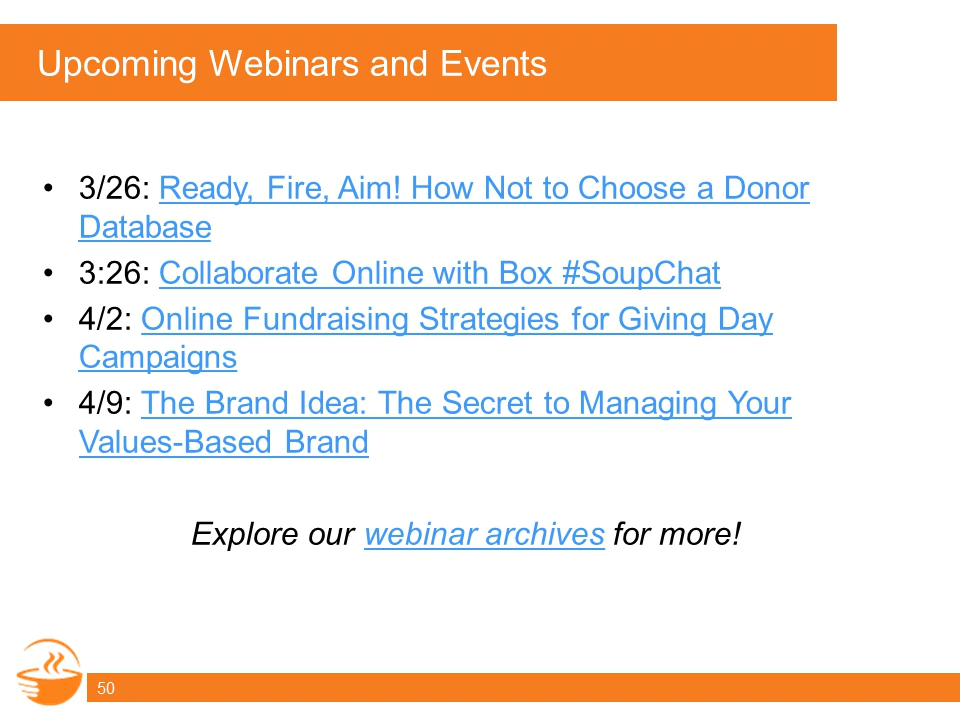 Upcoming Webinars and Events
• 3/26: Ready, Fire, Aim! How Not to Choose a Donor
Database
• 3:26: Collaborate Online with Box #SoupChat
• 4/2: Online Fundraising Strategies for Giving Day
Campaigns
• 4/9: The Brand Idea: The Secret to Managing Your
Values-Based Brand
Explore our webinar archives for more!
50